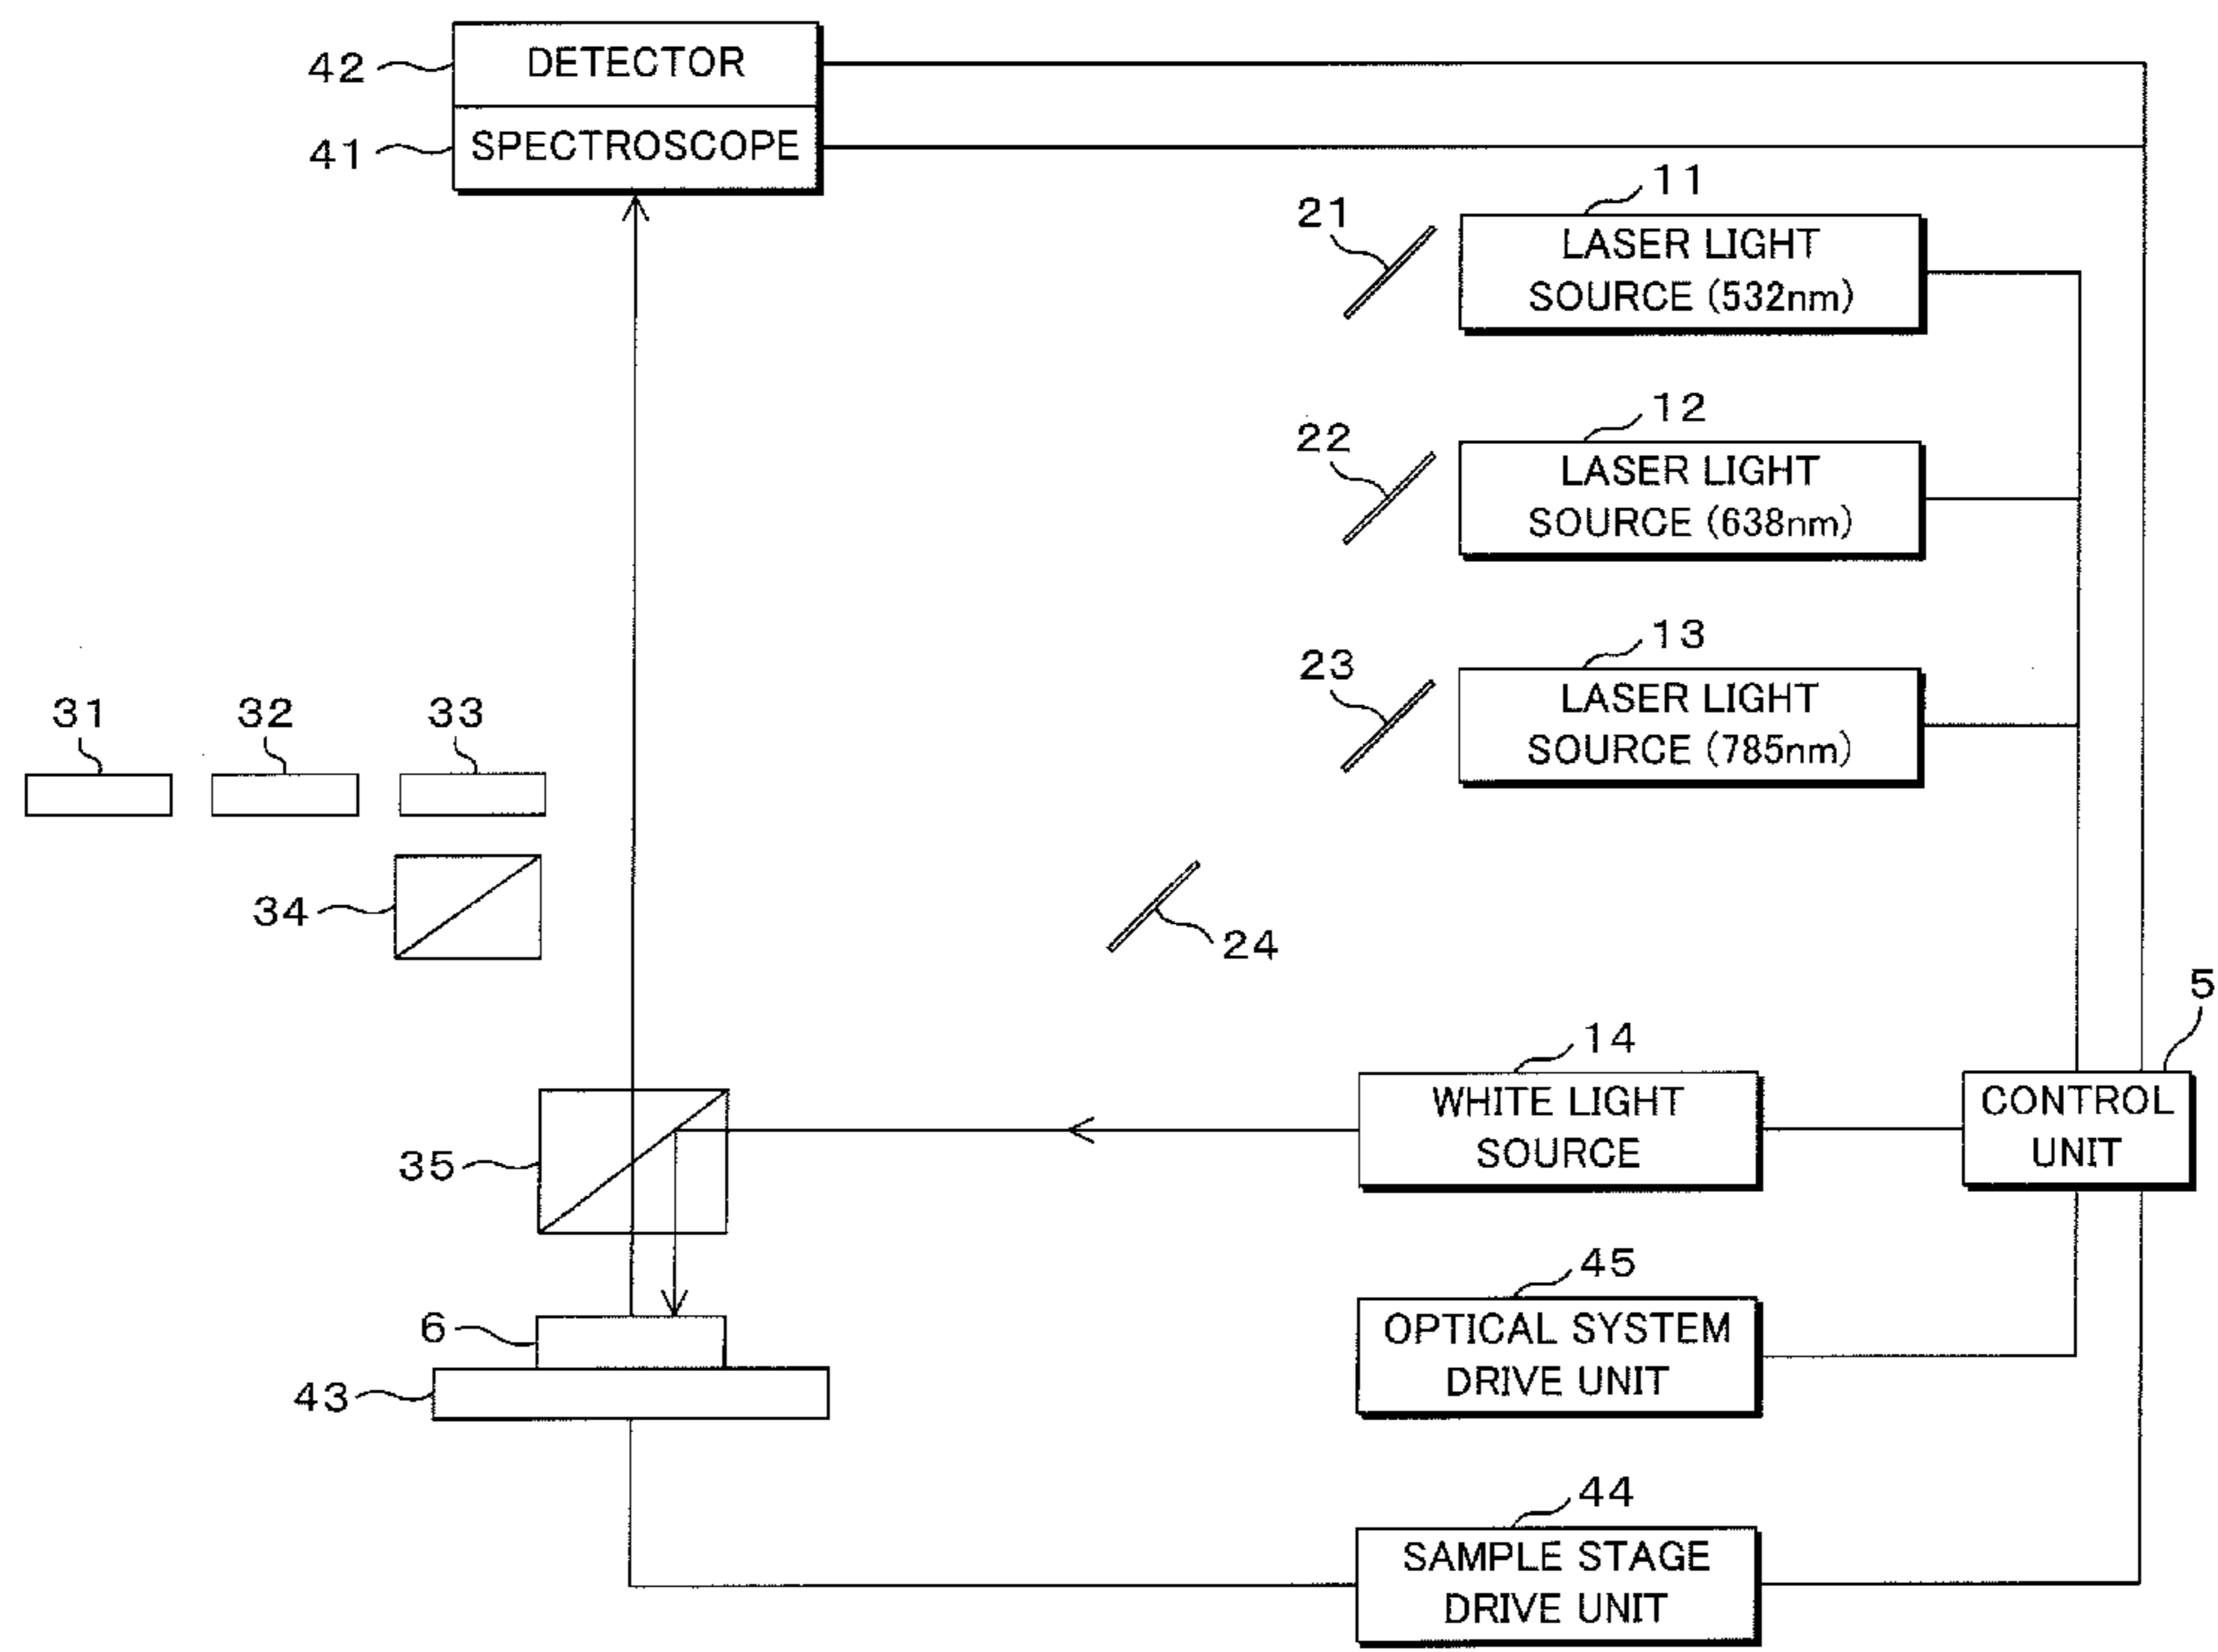 42
DETECTOR
41
SPECTROSCOPE
11
21
LASER LIGHT
SOURCE (532nm)
12
22
LASER LIGHT
SOURCE (638nm)
13
23
LASER LIGHT
SOURCE (785nm)
31 32 33
34
24
5
14
WHITE LIGHT
SOURCE
CONTROL
UNIT
35
45
OPTICAL SYSTEM
DRIVE UNIT
6
43
44
SAMPLE STAGE
DRIVE UNIT